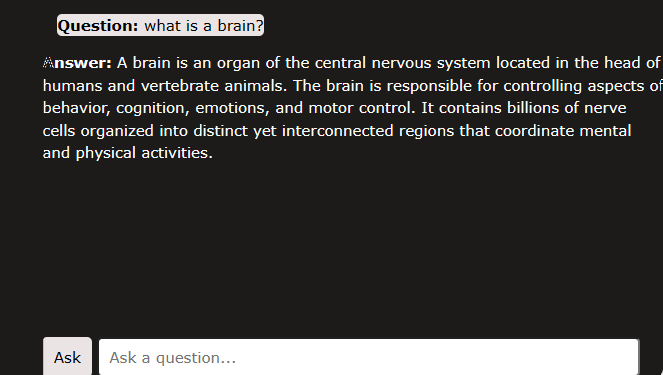 Question: what is a brain?
Answer: A brain is an organ of the central nervous system located in the head of
humans and vertebrate animals. The brain is responsible for controlling aspects of
behavior, cognition, emotions, and motor control. It contains billions of nerve
cells organized into distinct yet interconnected regions that coordinate mental
and physical activities.
Ask
Ask a question...